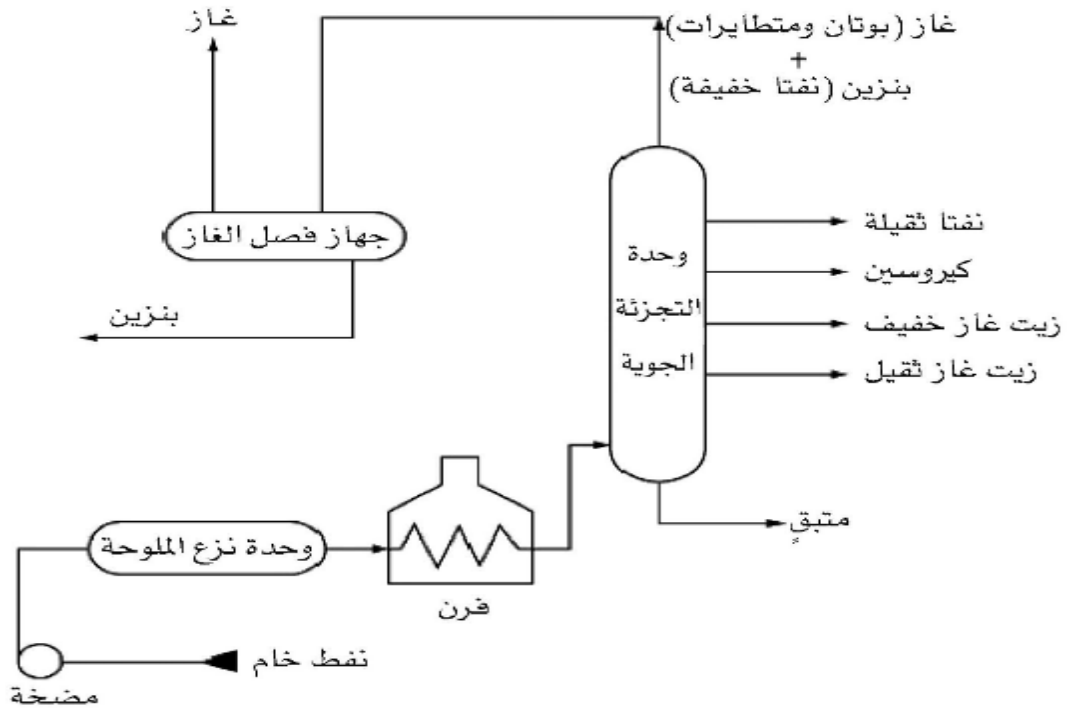 غاز
غاز (بوتان ومتطايرات)
+
بنزين (نفتا خفيفة)
جهاز فصل الغاز
بنزين
وحدة
التجزئة
الجوية
نفتا ثقيلة
كيروسين
زيت غاز خفيف
زيت غاز ثقيل
متبقٍ
وحدة نزع الملوحة
فرن
نفط خام
مضخة